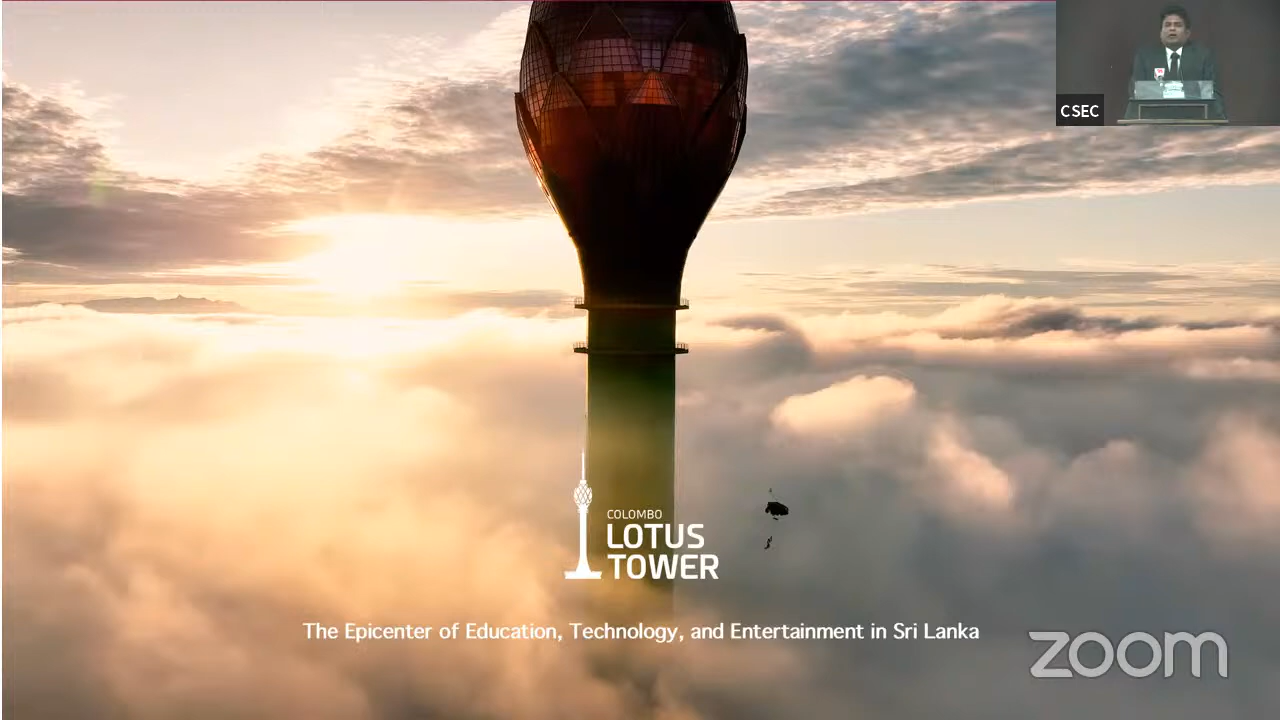 CSEC
COLOMBO
LOTUS
TOWER
The Epicenter of Education, Technology, and Entertainment in Sri Lanka
zoom